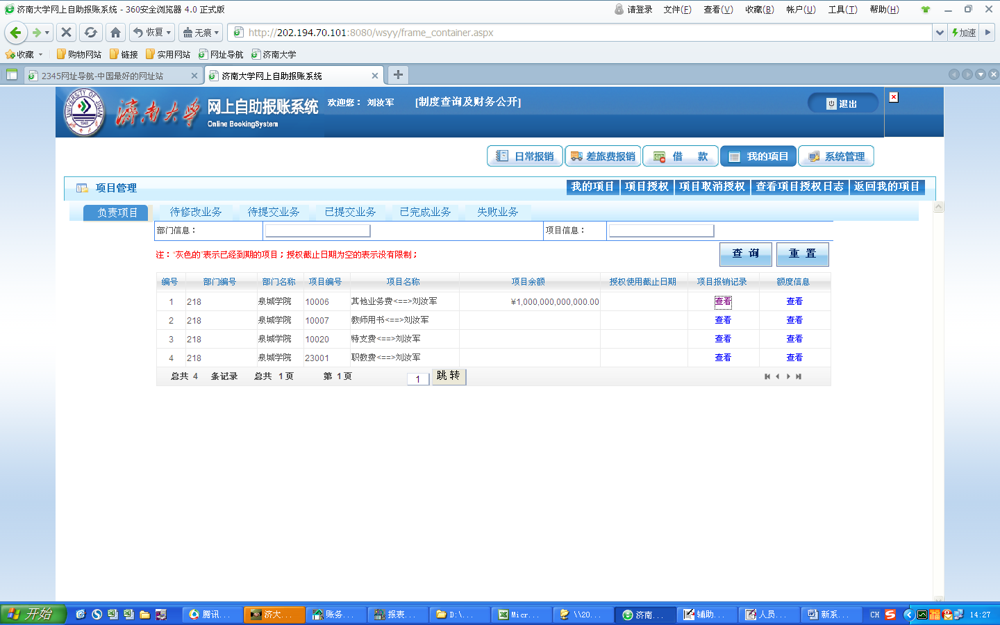 济南大学网上自助报账系统 - 360安全浏览器 4.0 正式版
请登录 文件(F) 查看(V) 收藏(B) 帐户(U) 工具(T) 帮助(H)
恢复 无痕 http://202.194.70.101:8080/wsyy/frame_container.aspx 加速
收藏 购物网站 链接 实用网站 网址导航 济南大学
2345网址导航-中国最好的网址站 济南大学网上自助报账系统
UNIVERSITY OF JINAN 1948
濟南大学 网上自助报账系统 欢迎您： 刘汝军 [制度查询及财务公开] 退出
Online BookingSystem
日常报销 差旅费报销 借 款 我的项目 系统管理
项目管理 我的项目 项目授权 项目取消授权 查看项目授权日志 返回我的项目
负责项目 待修改业务 待提交业务 已提交业务 已完成业务 失败业务
部门信息： 项目信息：
注："灰色的"表示已经到期的项目；授权截止日期为空的表示没有限制；
查 询 重 置
编号 部门编号 部门名称 项目编号 项目名称 项目余额 授权使用截止日期 项目报销记录 额度信息
1 218 泉城学院 10006 其他业务费<==>刘汝军 ¥1,000,000,000,000.00 查看 查看
2 218 泉城学院 10007 教师用书<==>刘汝军 查看 查看
3 218 泉城学院 10020 特支费<==>刘汝军 查看 查看
4 218 泉城学院 23001 职教费<==>刘汝军 查看 查看
总共 4 条记录 总共 1 页 第 1 页 1 跳 转
开始 腾讯... 济大... 账务... 报表... D:\... Micr... \\20... 济南... 辅助... 人员... 新系... CH 14:27